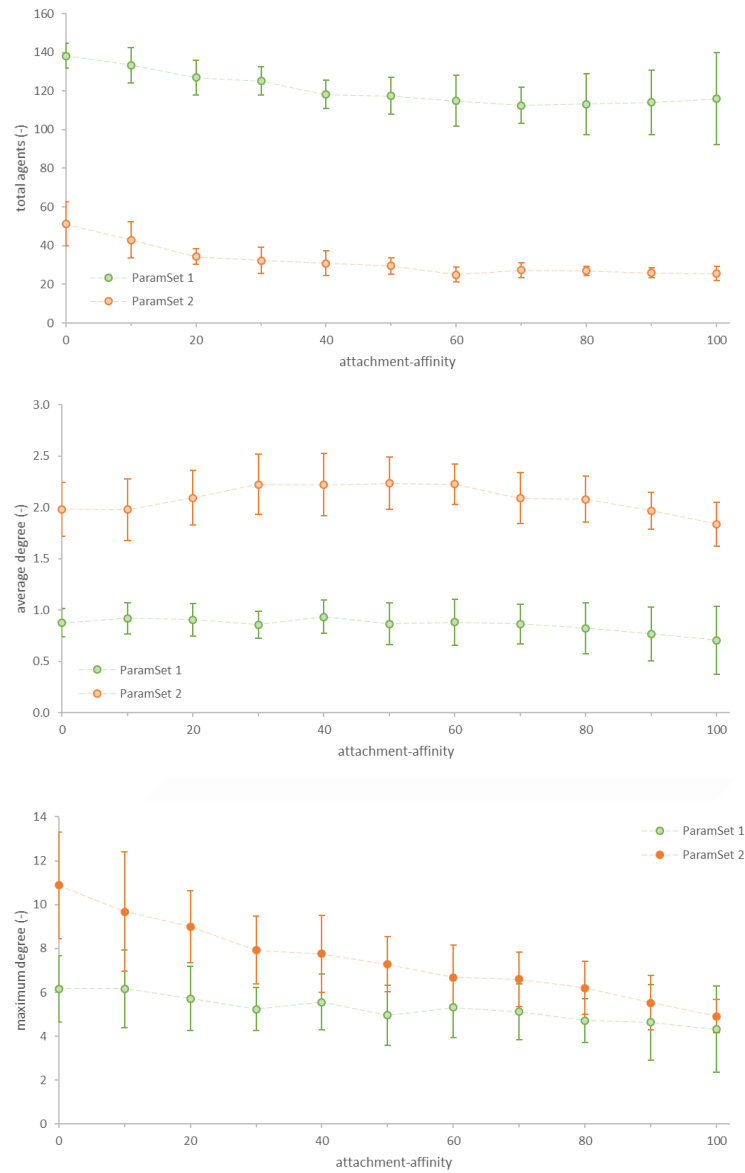 160
140
120
100
80
60
40
20
0
total agents (-)
ParamSet 1
ParamSet 2
0 20 40 60 80 100
attachment-affinity
3.0
2.5
2.0
1.5
1.0
0.5
0.0
average degree (-)
ParamSet 1
ParamSet 2
0 20 40 60 80 100
attachment-affinity
14
12
10
8
6
4
2
0
maximum degree (-)
ParamSet 1
ParamSet 2
0 20 40 60 80 100
attachment-affinity